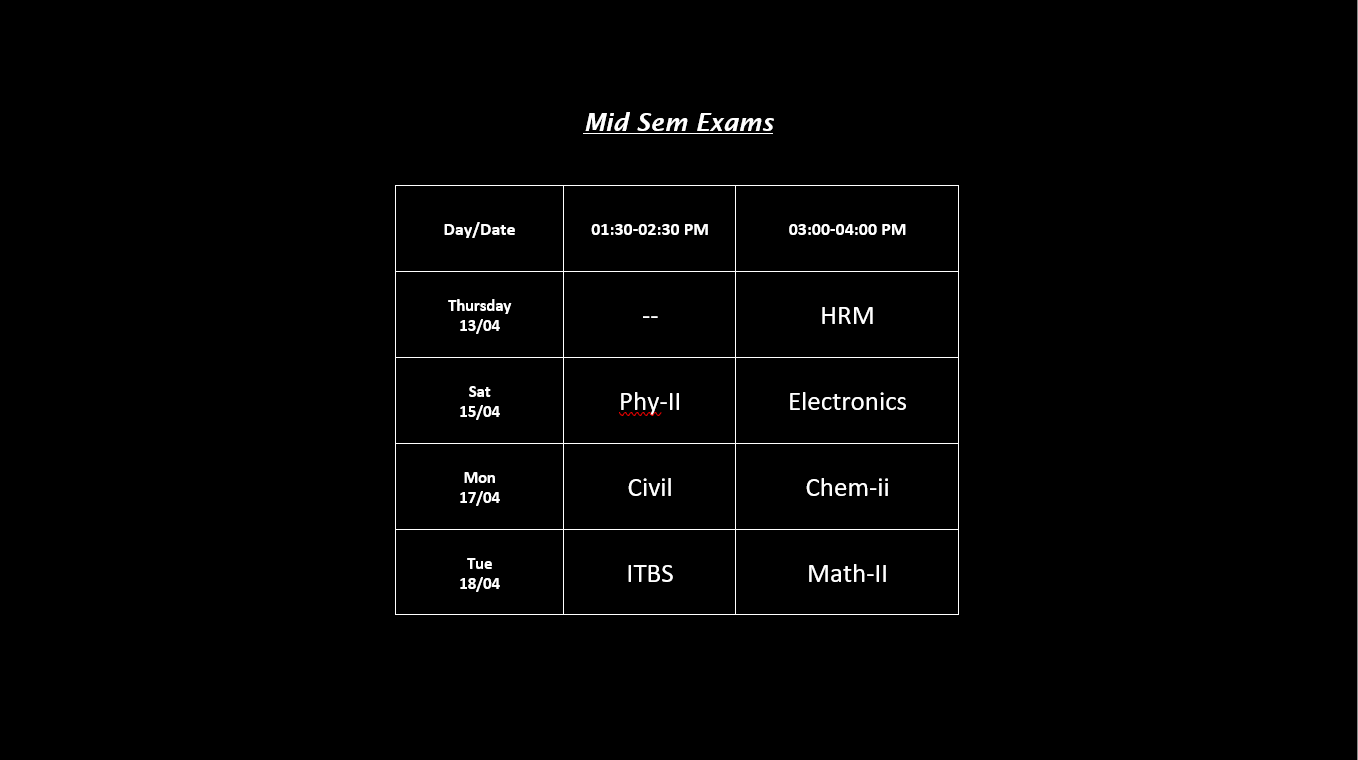 Mid Sem Exams
Day/Date 01:30-02:30 PM 03:00-04:00 PM
Thursday
13/04 -- HRM
Sat
15/04 Phy-II Electronics
Mon
17/04 Civil Chem-ii
Tue
18/04 ITBS Math-II